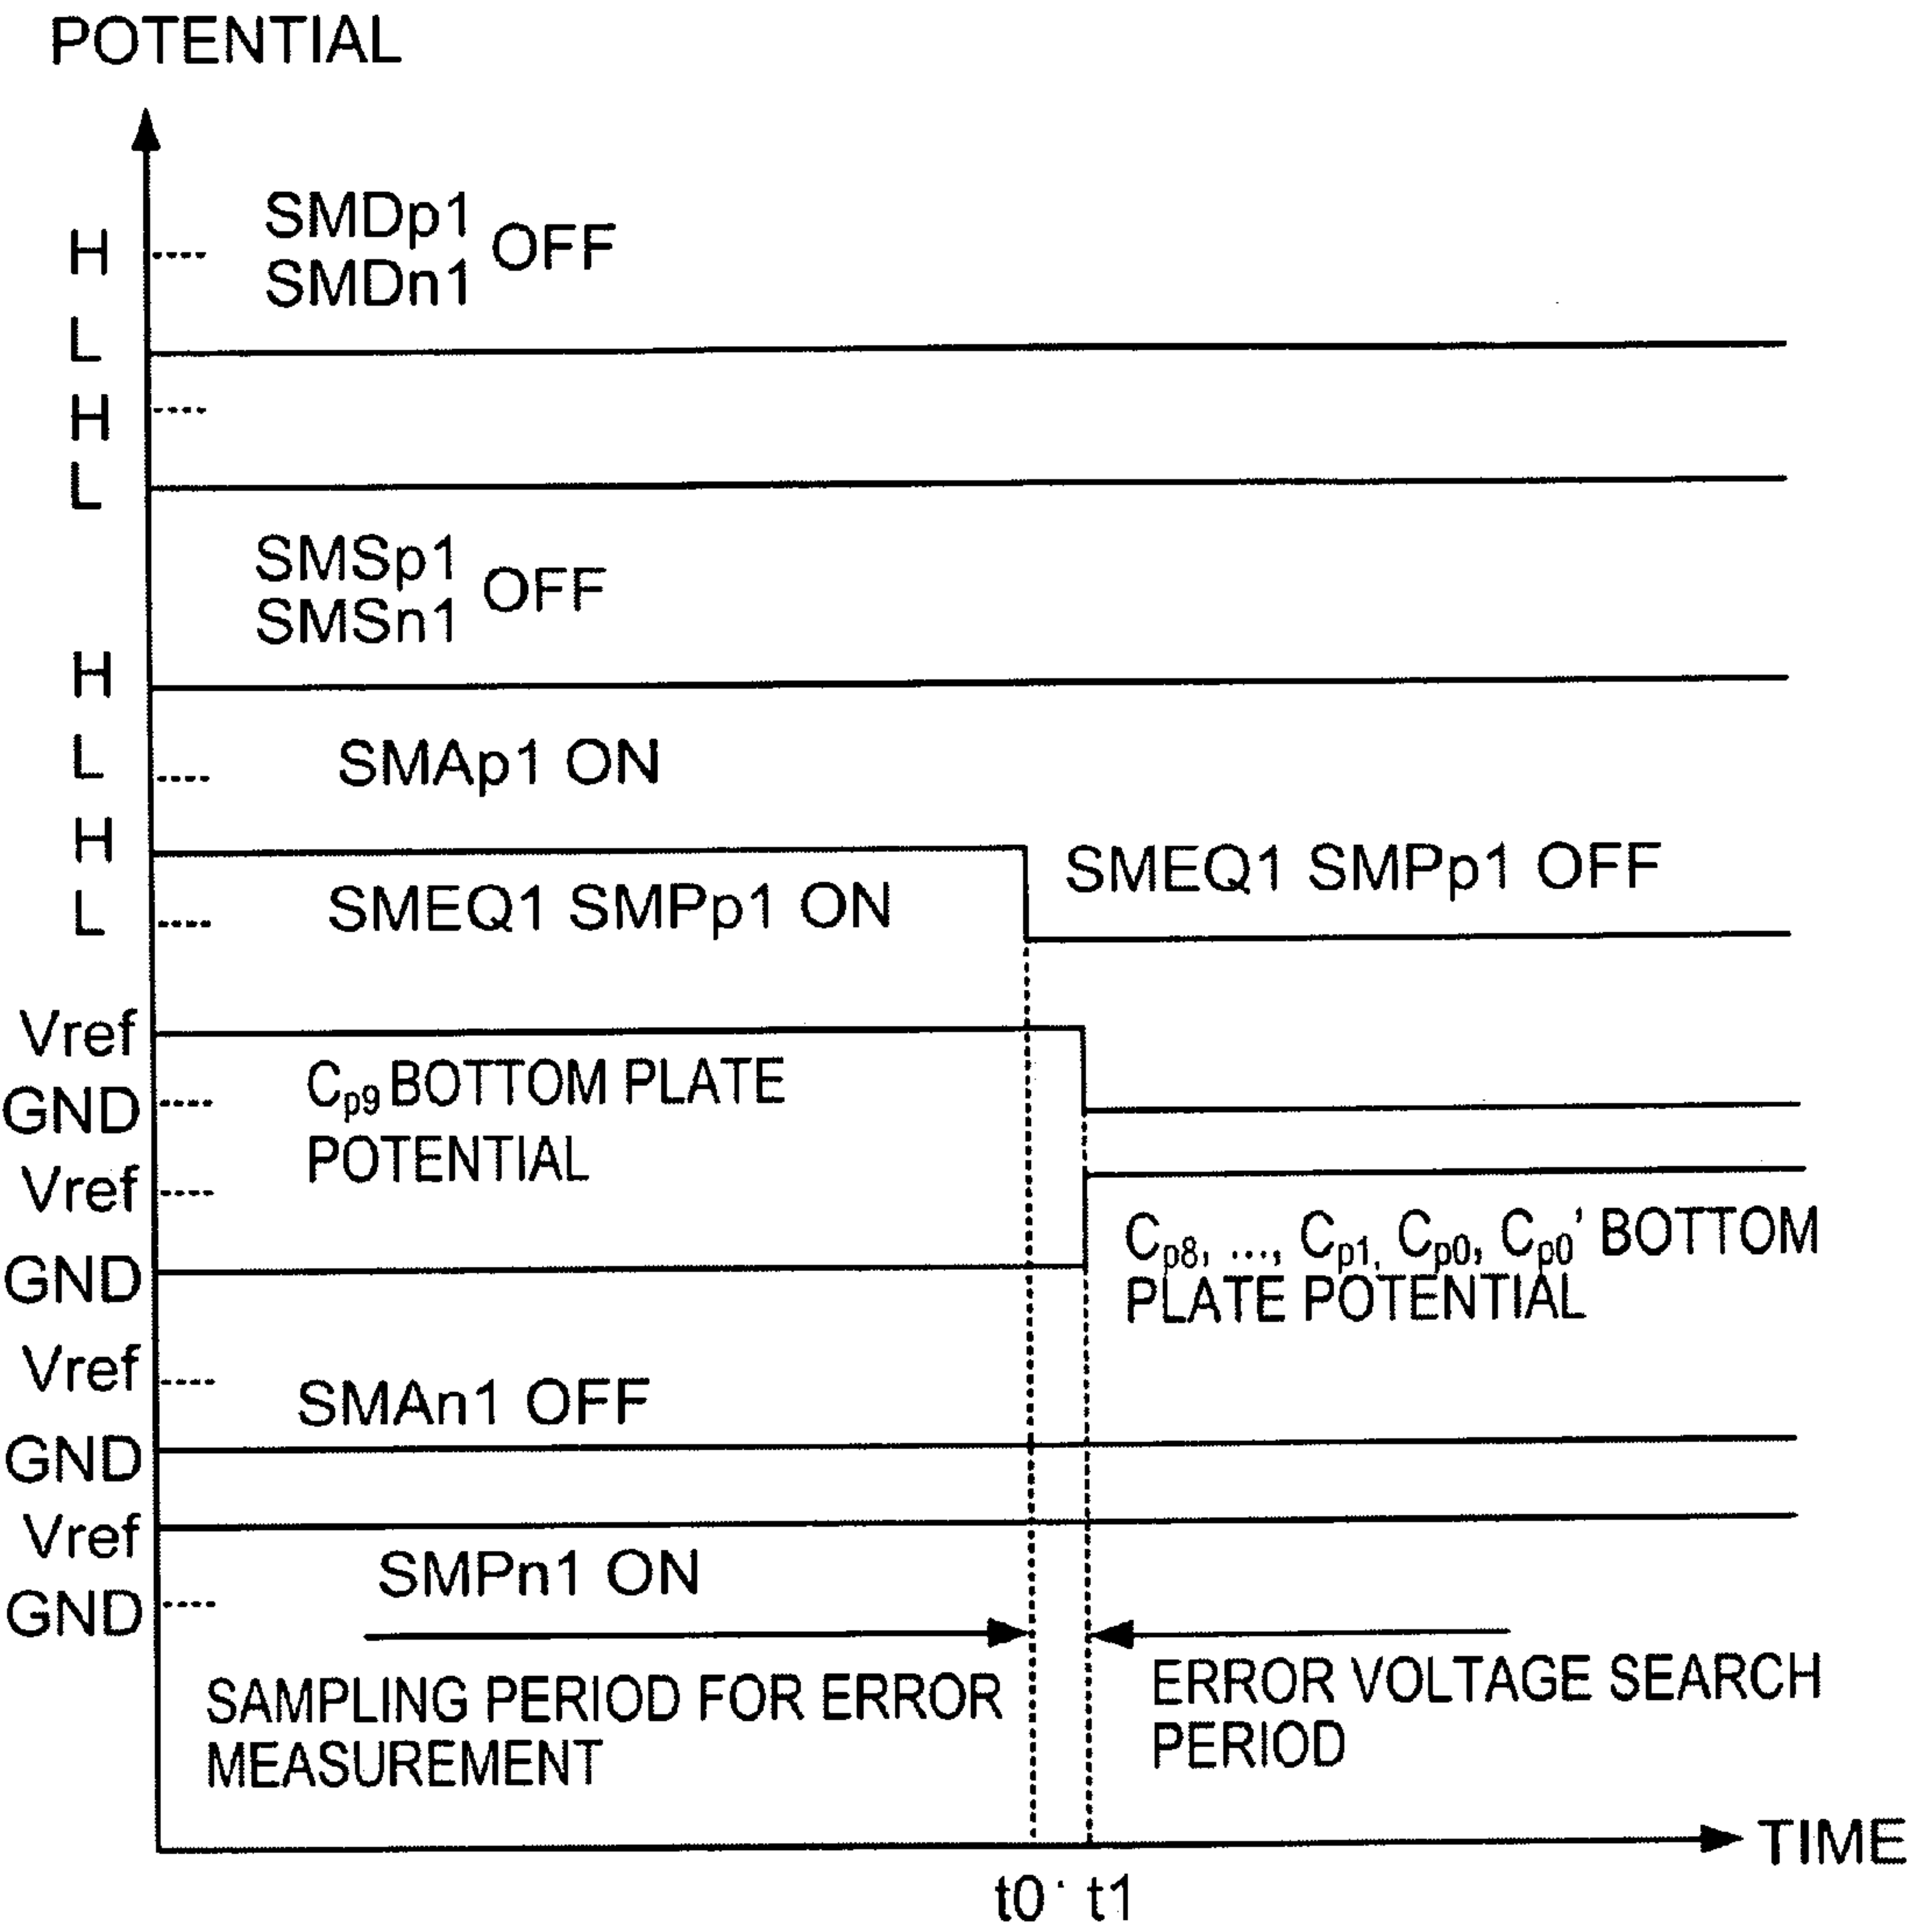 POTENTIAL
SMDp1
SMDn1 OFF
H
L
H
L
SMSp1
SMSn1 OFF
H
L
SMAp1 ON
H
L
SMEQ1 SMPp1 ON
SMEQ1 SMPp1 OFF
Vref
GND
Cp9 BOTTOM PLATE
POTENTIAL
Vref
GND
Cp8, ..., Cp1, Cp0, Cp0' BOTTOM
PLATE POTENTIAL
Vref
SMAn1 OFF
GND
Vref
SMPn1 ON
GND
SAMPLING PERIOD FOR ERROR
MEASUREMENT
ERROR VOLTAGE SEARCH
PERIOD
TIME
t0 t1